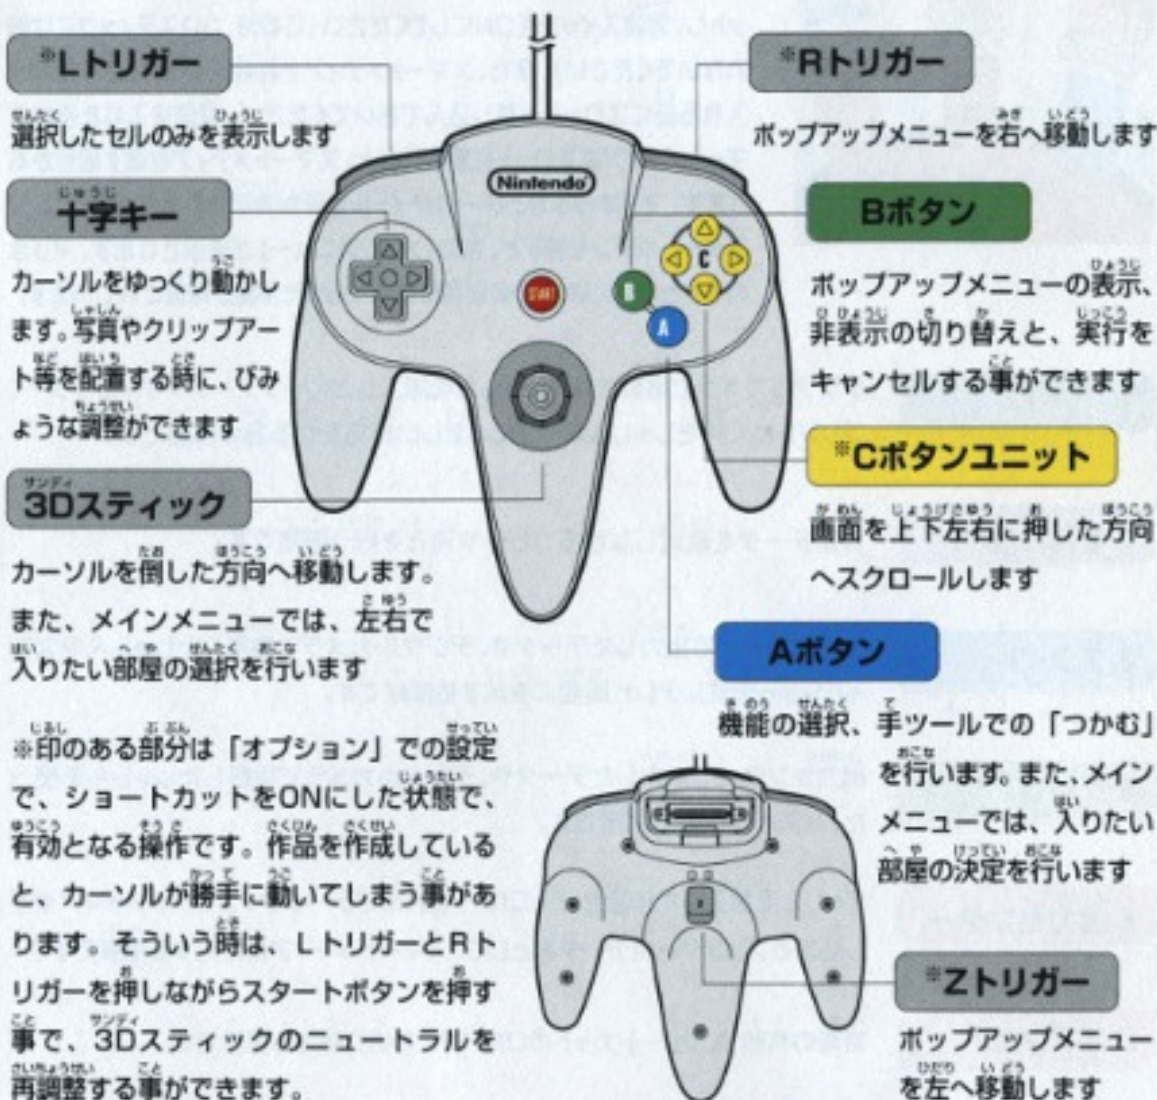 ※Lトリガー
選択したセルのみを表示します
十字キー
カーソルをゆっくり動かし
ます。写真やクリップアー
ト等を配置する時に、びみ
ょうな調整ができます
3Dスティック
カーソルを倒した方向へ移動します。
また、メインメニューでは、左右で
入りたい部屋の選択を行います
※印のある部分は「オプション」での設定
で、ショートカットをONにした状態で、
有効となる操作です。作品を作成している
と、カーソルが勝手に動いてしまう事があ
ります。そういう時は、LトリガーとRト
リガーを押しながらスタートボタンを押す
事で、3Dスティックのニュートラルを
再調整する事ができます。
Nintendo
START
C
B
A
※Rトリガー
ポップアップメニューを右へ移動します
Bボタン
ポップアップメニューの表示、
非表示の切り替えと、実行を
キャンセルする事ができます
※Cボタンユニット
画面を上下左右に押した方向
へスクロールします
Aボタン
機能の選択、手ツールでの「つかむ」
を行います。また、メイン
メニューでは、入りたい
部屋の決定を行います
※Zトリガー
ポップアップメニュー
を左へ移動します